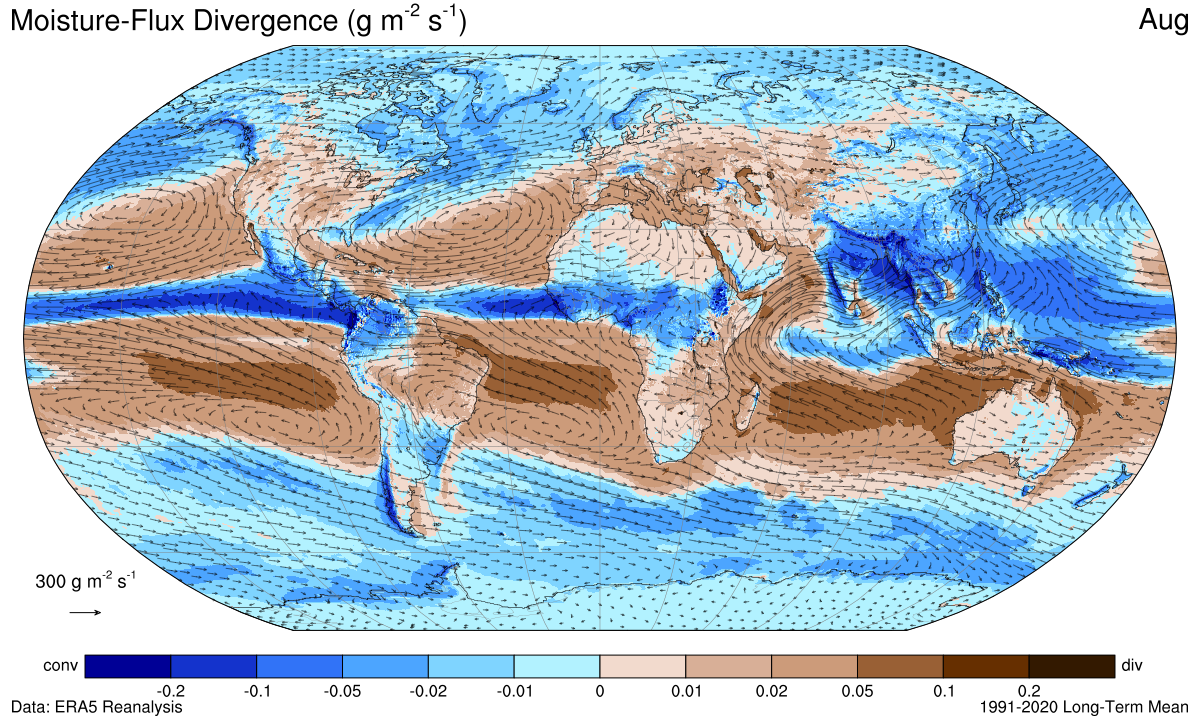 Moisture-Flux Divergence (g m-2 s-1)
Aug
300 g m-2 s-1
conv
div
-0.2 -0.1 -0.05 -0.02 -0.01 0 0.01 0.02 0.05 0.1 0.2
Data: ERA5 Reanalysis
1991-2020 Long-Term Mean